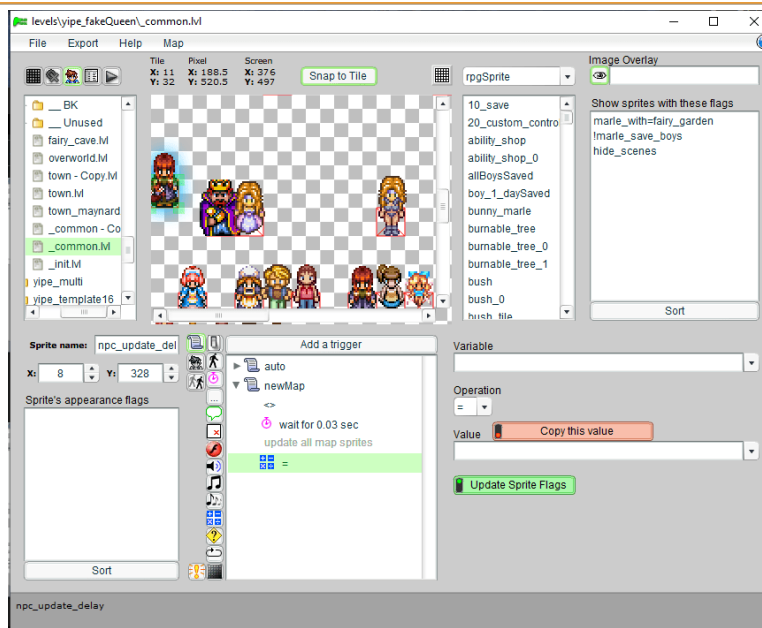 levels\yipe_fakeQueen\_common.lvl
File Export Help Map
Tile Pixel Screen
X: 11 X: 188.5 X: 376
Y: 32 Y: 520.5 Y: 497
Snap to Tile
rpgSprite
Image Overlay
__BK
__Unused
fairy_cave.lvl
overworld.lvl
town - Copy.lvl
town.lvl
town_maynard
_common - Co
_common.lvl
_init.lvl
yipe_multi
yipe_template16
10_save
20_custom_contro
ability_shop
ability_shop_0
allBoysSaved
boy_1_daySaved
bunny_marle
burnable_tree
burnable_tree_0
burnable_tree_1
bush
bush_0
bush_tile
Show sprites with these flags
marle_with=fairy_garden
!marle_save_boys
hide_scenes
Sort
Sprite name: npc_update_del
X: 8 Y: 328
Sprite's appearance flags
Sort
Add a trigger
auto
newMap
<>
wait for 0.03 sec
update all map sprites
=
Variable
Operation
=
Value
Copy this value
Update Sprite Flags
npc_update_delay